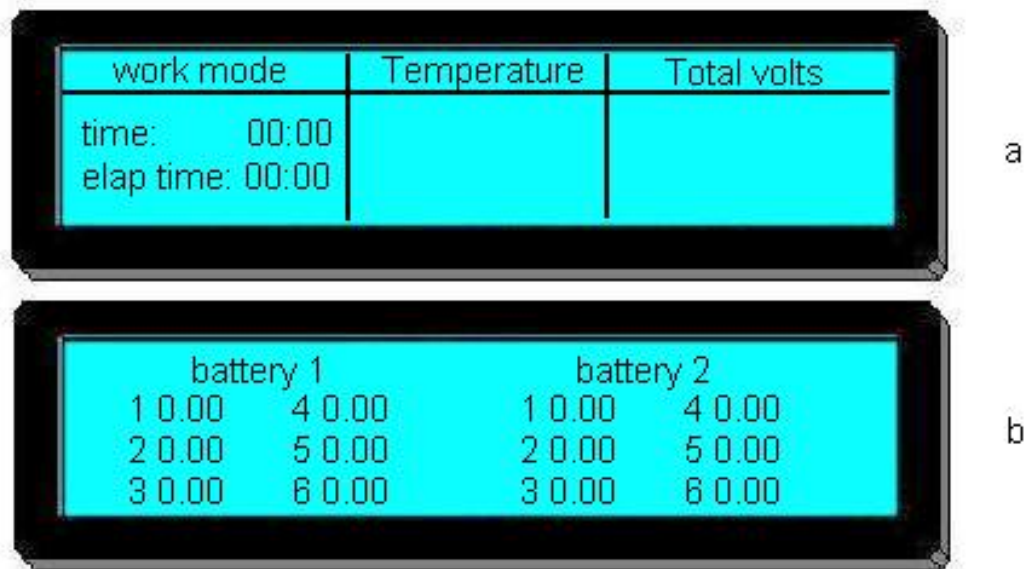 work mode Temperature Total volts
time: 00:00
elap time: 00:00
a
battery 1 battery 2
1 0.00 4 0.00 1 0.00 4 0.00
2 0.00 5 0.00 2 0.00 5 0.00
3 0.00 6 0.00 3 0.00 6 0.00
b